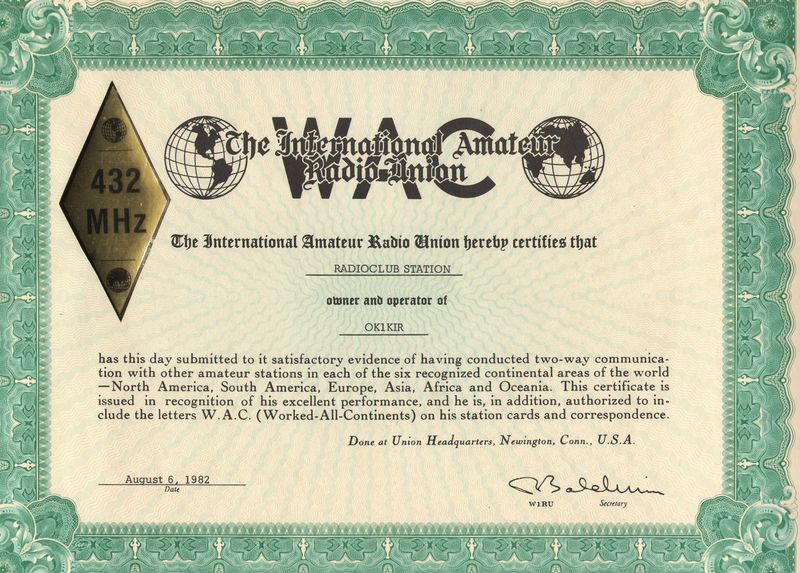 432
MHz
WAC
The International Amateur
Radio Union
The International Amateur Radio Union hereby certifies that
RADIOCLUB STATION
owner and operator of
OK1KIR
has this day submitted to it satisfactory evidence of having conducted two-way communica-
tion with other amateur stations in each of the six recognized continental areas of the world
—North America, South America, Europe, Asia, Africa and Oceania. This certificate is
issued in recognition of his excellent performance, and he is, in addition, authorized to in-
clude the letters W.A.C. (Worked-All-Continents) on his station cards and correspondence.
Done at Union Headquarters, Newington, Conn., U.S.A.
August 6, 1982
Date
RBaldwin
W1RU Secretary